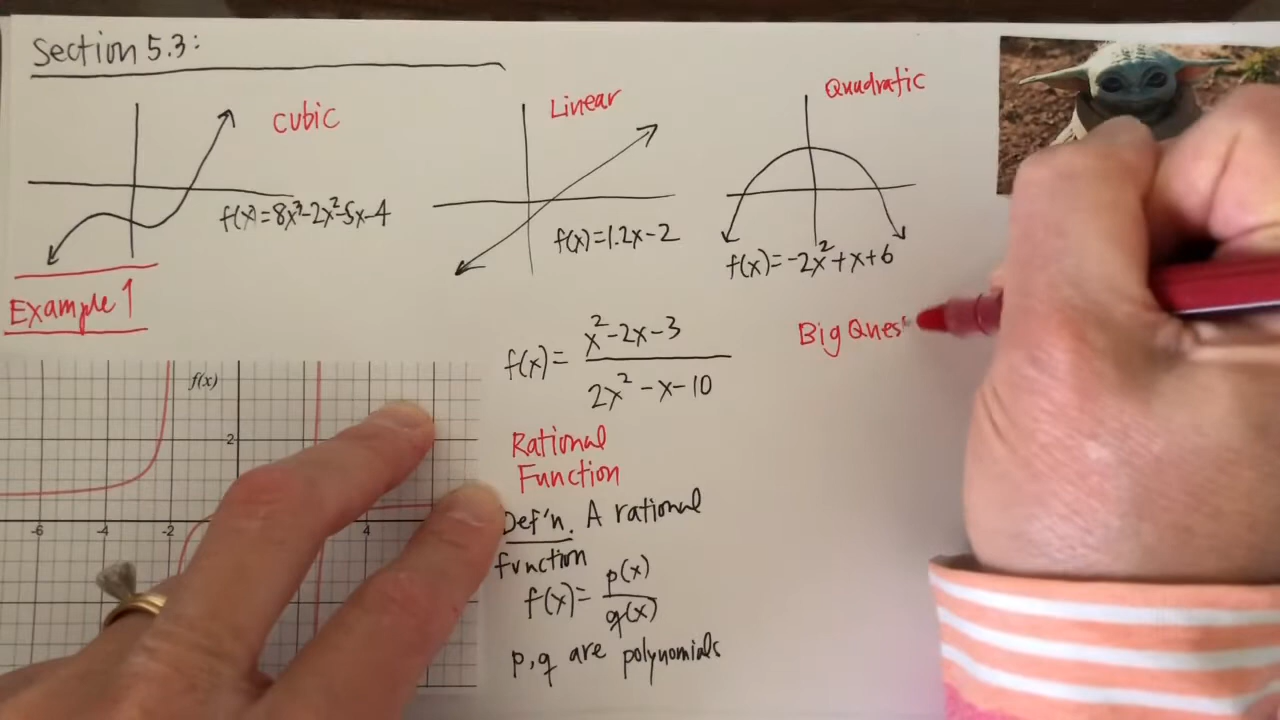 Section 5.3:
cubic
f(x)=8x³-2x²-5x-4
Linear
f(x)=1.2x-2
Quadratic
f(x)=-2x²+x+6
Example 1
f(x)
2
-6
-2
4
f(x)=
x²-2x-3
2x²-x-10
Rational
Function
Def'n. A rational
function
f(x)=
p(x)
q(x)
p,q are polynomials
Big Ques